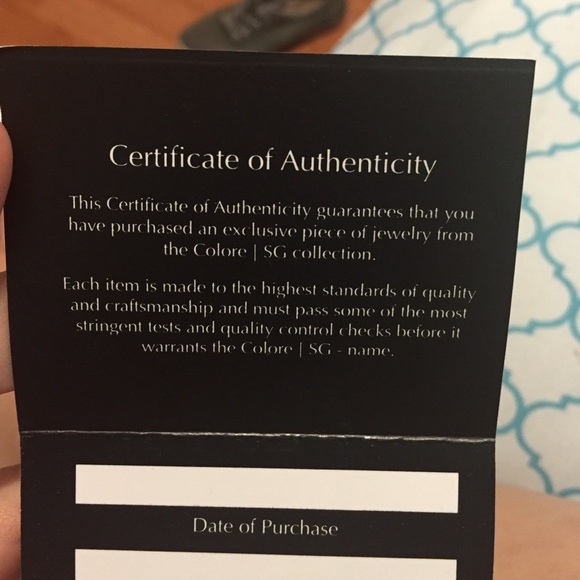 Certificate of Authenticity
This Certificate of Authenticity guarantees that you
have purchased an exclusive piece of jewelry from
the Colore | SG collection.
Each item is made to the highest standards of quality
and craftsmanship and must pass some of the most
stringent tests and quality control checks before it
warrants the Colore | SG - name.
Date of Purchase